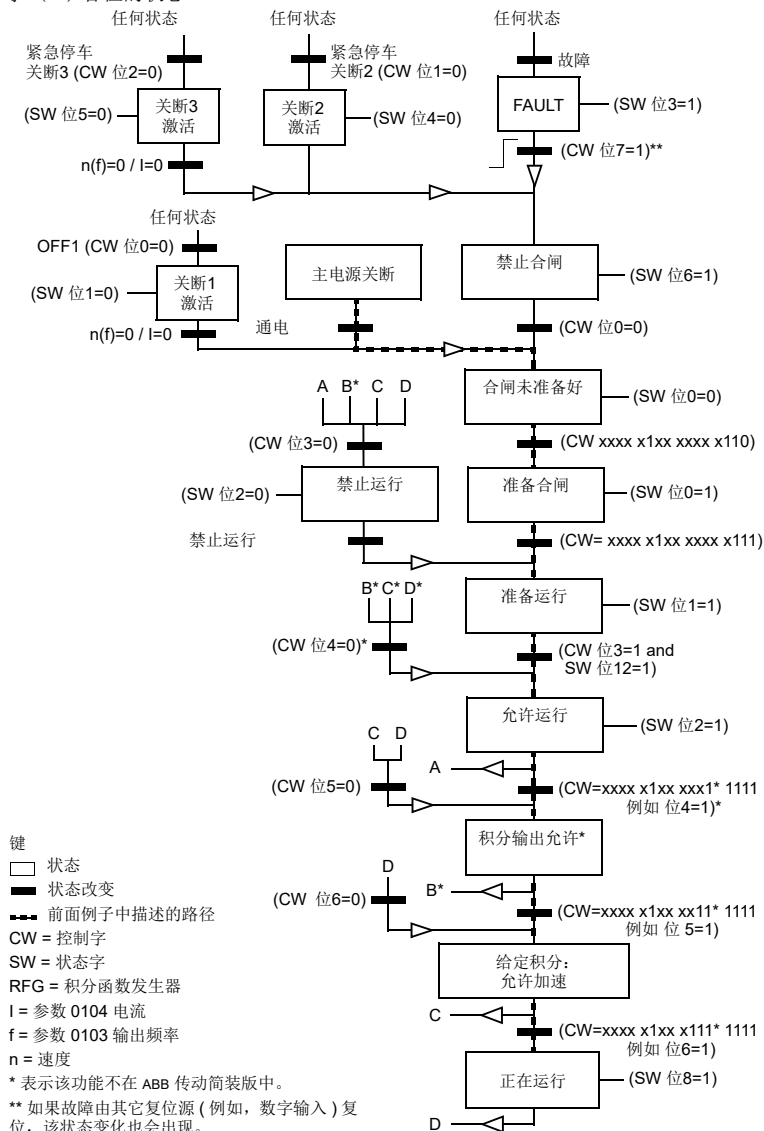 任何状态
任何状态
任何状态
紧急停车
关断3 (CW 位2=0)
紧急停车
关断2 (CW 位1=0)
故障
(SW 位5=0)
关断3
激活
关断2
激活
(SW 位4=0)
FAULT
(SW 位3=1)
n(f)=0 / I=0
(CW 位7=1)**
任何状态
OFF1 (CW 位0=0)
(SW 位1=0)
关断1
激活
主电源关断
禁止合闸
(SW 位6=1)
n(f)=0 / I=0
通电
(CW 位0=0)
A B* C D
合闸未准备好
(SW 位0=0)
(CW 位3=0)
(CW xxxx x1xx xxxx x110)
(SW 位2=0)
禁止运行
准备合闸
(SW 位0=1)
禁止运行
(CW= xxxx x1xx xxxx x111)
B* C* D*
准备运行
(SW 位1=1)
(CW 位4=0)*
(CW 位3=1 and
SW 位12=1)
允许运行
(SW 位2=1)
C D
A
(CW 位5=0)
(CW=xxxx x1xx xxx1* 1111
例如 位4=1)*
积分输出允许*
D
B*
(CW 位6=0)
(CW=xxxx x1xx xx11* 1111
例如 位 5=1)
给定积分：
允许加速
C
(CW=xxxx x1xx x111* 1111
例如 位6=1)
正在运行
(SW 位8=1)
D
键
状态
状态改变
前面例子中描述的路径
CW = 控制字
SW = 状态字
RFG = 积分函数发生器
I = 参数 0104 电流
f = 参数 0103 输出频率
n = 速度
* 表示该功能不在 ABB 传动简装版中。
** 如果故障由其它复位源 ( 例如，数字输入 ) 复
位，该状态变化也会出现。